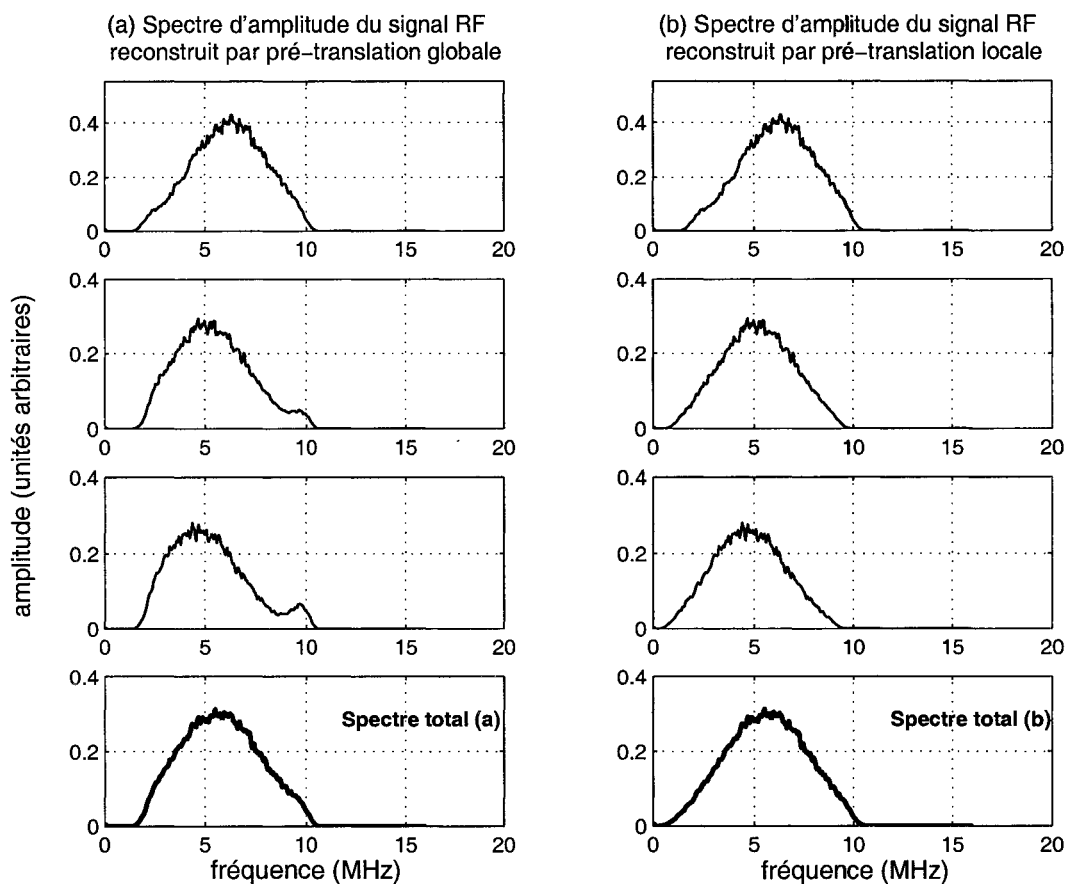 (a) Spectre d'amplitude du signal RF
reconstruit par pré-translation globale
(b) Spectre d'amplitude du signal RF
reconstruit par pré-translation locale
amplitude (unités arbitraires)
0.4
0.2
0
0 5 10 15 20
0.4
0.2
0
0 5 10 15 20
0.4
0.2
0
0 5 10 15 20
0.4
0.2
0
0 5 10 15 20
0.4
0.2
0
0 5 10 15 20
0.4
0.2
0
0 5 10 15 20
0.4
0.2
0
Spectre total (a)
0 5 10 15 20
fréquence (MHz)
0.4
0.2
0
Spectre total (b)
0 5 10 15 20
fréquence (MHz)